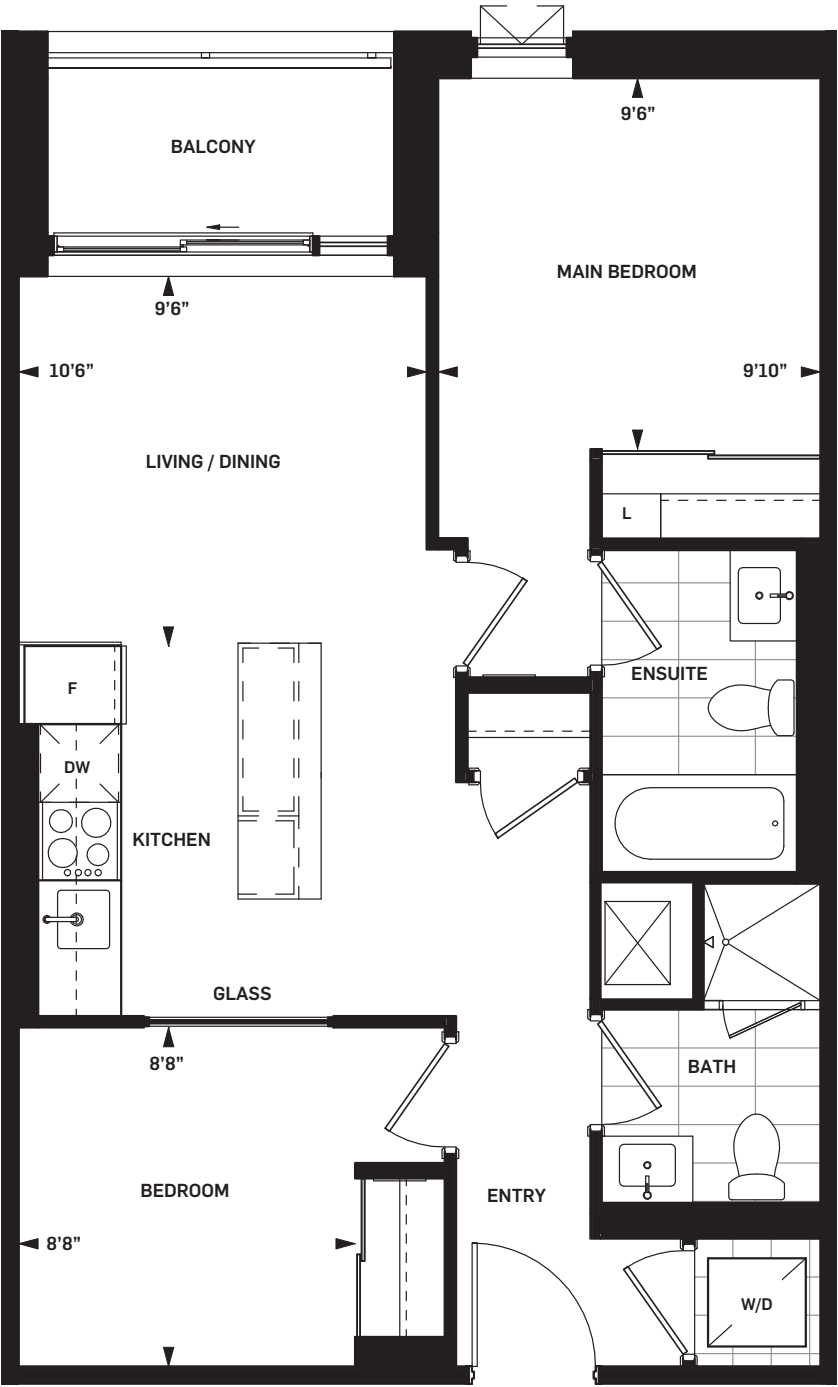 9’6”
BALCONY
MAIN BEDROOM
9’6”
10’6”
9’10”
LIVING / DINING
L
ENSUITE
F
DW
KITCHEN
GLASS
8’8”
BATH
BEDROOM
ENTRY
8’8”
W/D